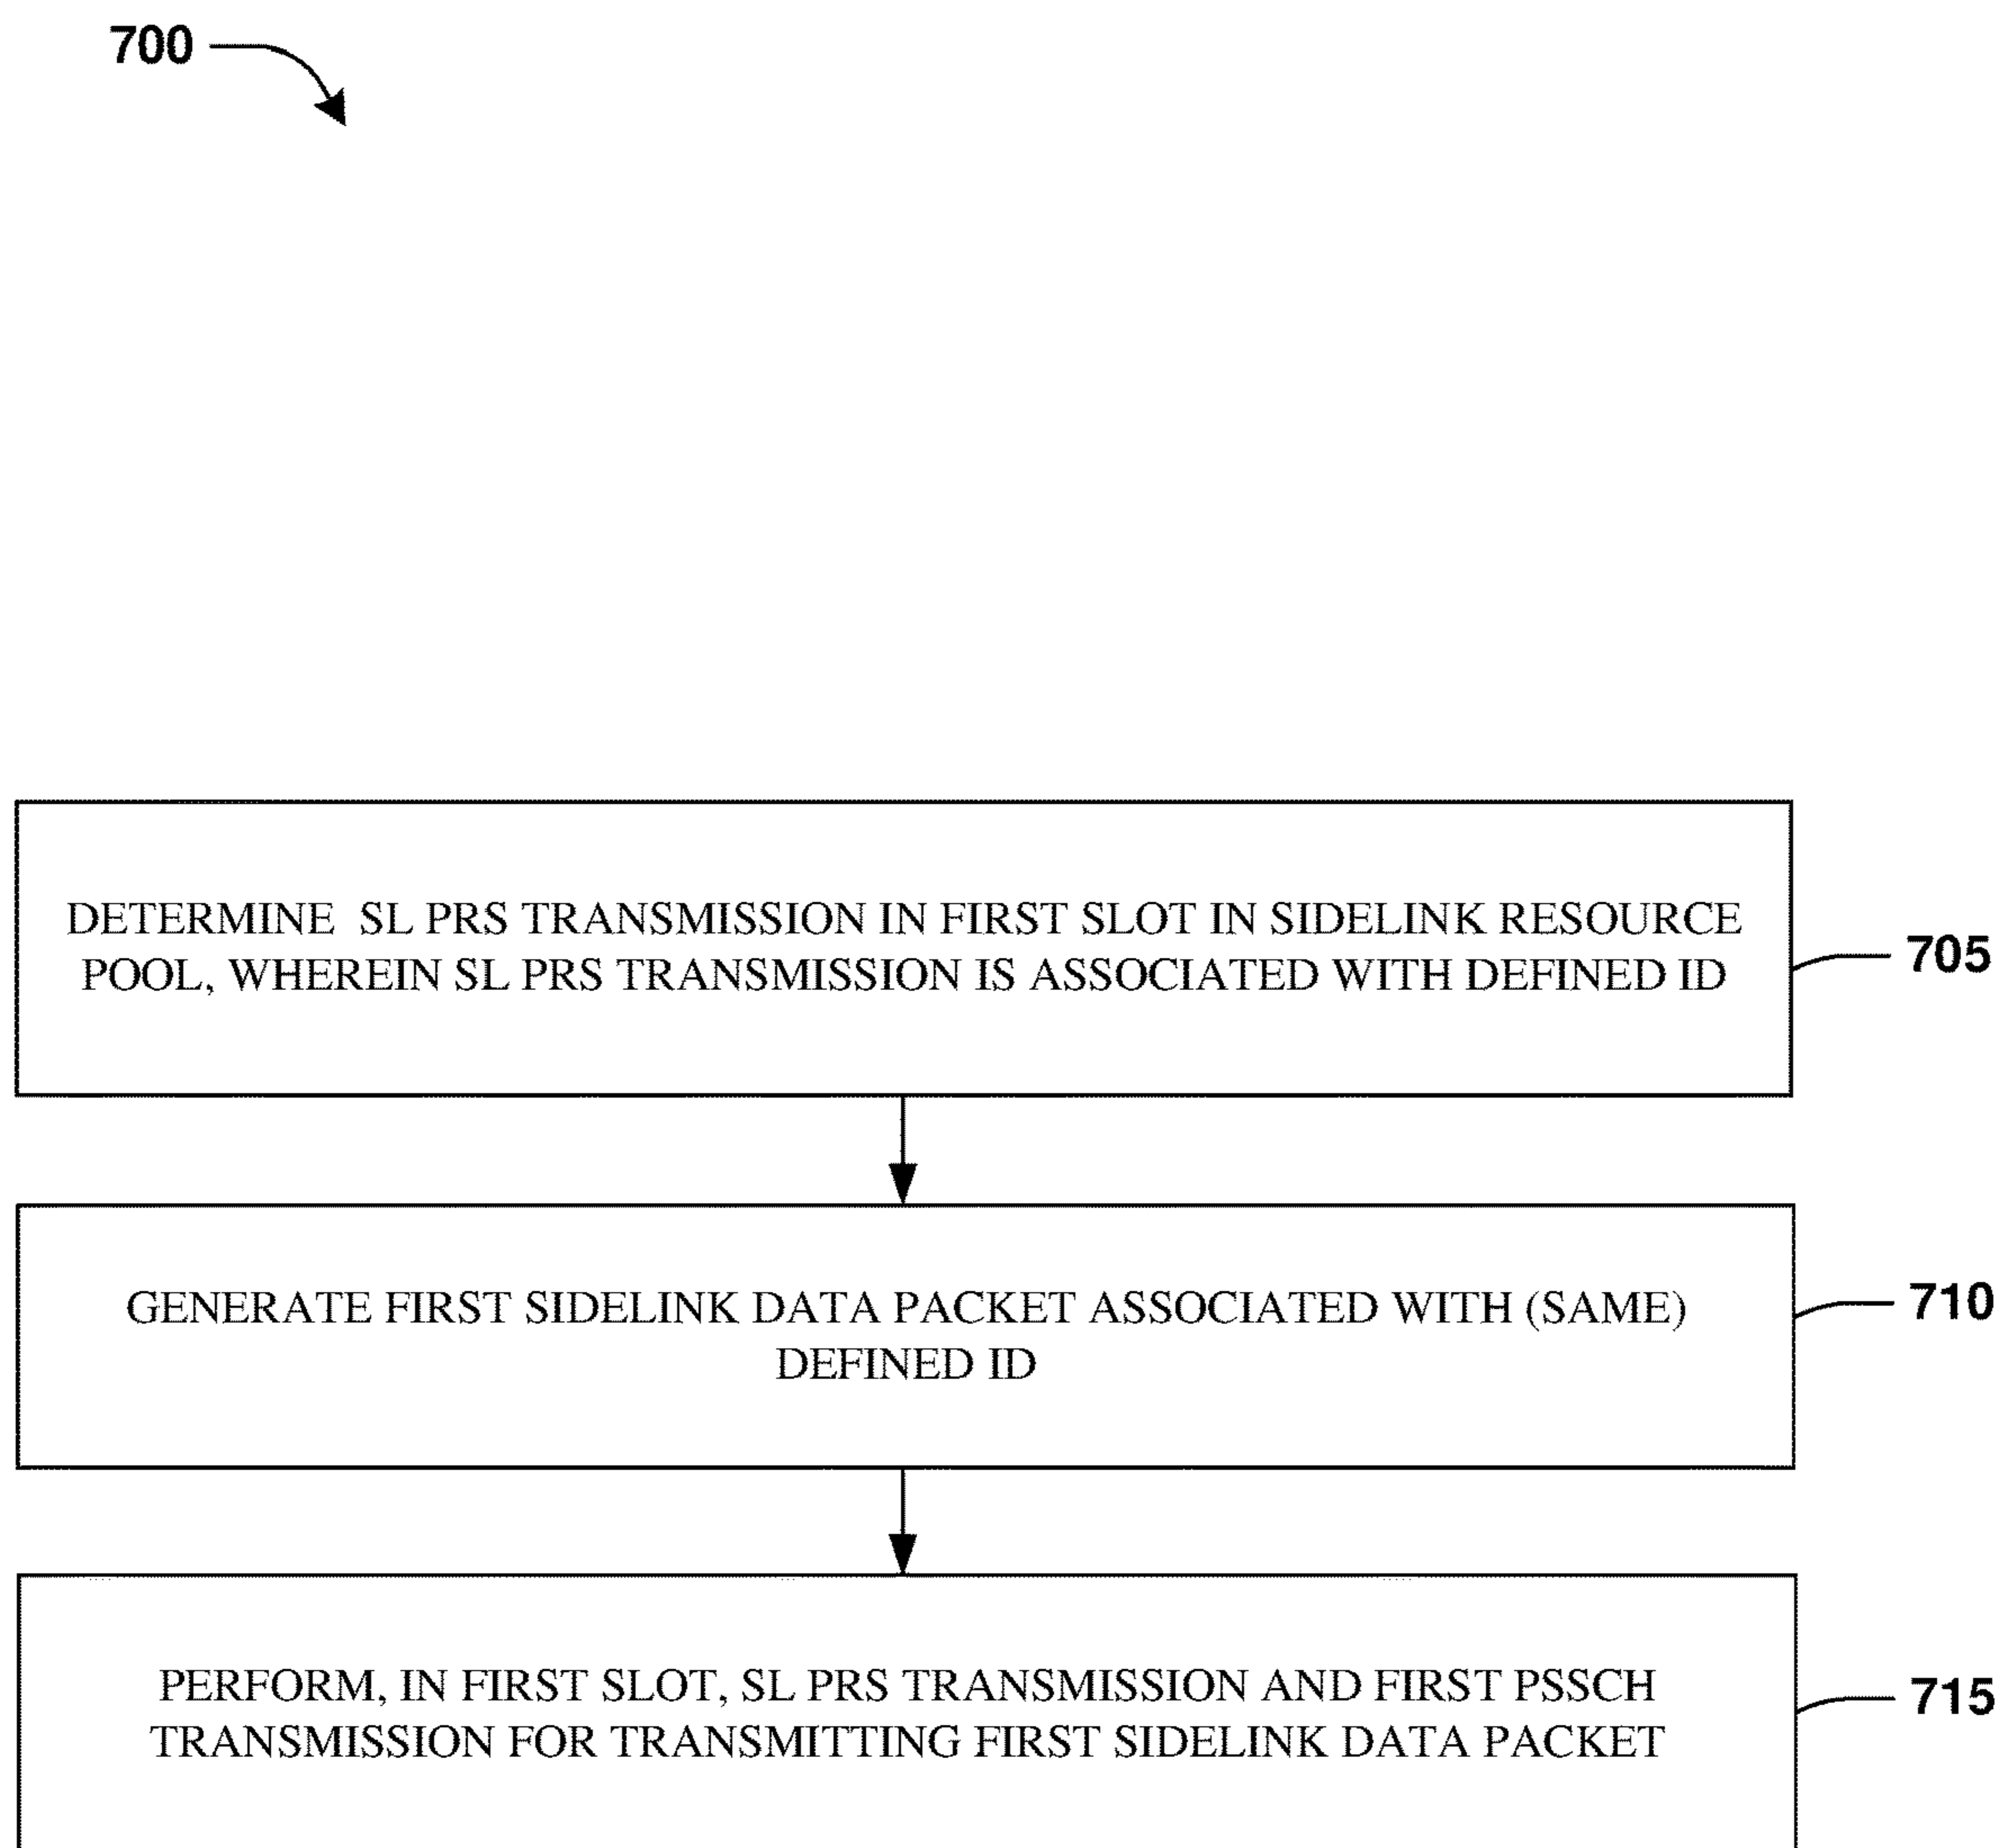 700
DETERMINE SL PRS TRANSMISSION IN FIRST SLOT IN SIDELINK RESOURCE
POOL, WHEREIN SL PRS TRANSMISSION IS ASSOCIATED WITH DEFINED ID
705
GENERATE FIRST SIDELINK DATA PACKET ASSOCIATED WITH (SAME)
DEFINED ID
710
PERFORM, IN FIRST SLOT, SL PRS TRANSMISSION AND FIRST PSSCH
TRANSMISSION FOR TRANSMITTING FIRST SIDELINK DATA PACKET
715